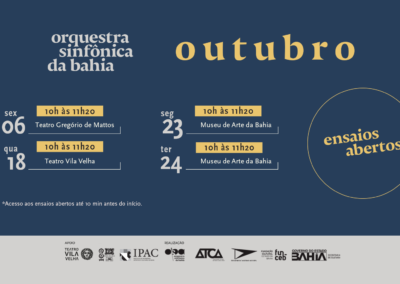 orquestra
sinfônica
da bahia
outubro
sex
06
10h às 11h20
Teatro Gregório de Mattos
qua
18
10h às 11h20
Teatro Vila Velha
seg
23
10h às 11h20
Museu de Arte da Bahia
ter
24
10h às 11h20
Museu de Arte da Bahia
ensaios
abertos
*Acesso aos ensaios abertos até 10 min antes do início.
APOIO
TEATRO
VILA
VELHA
IPAC
REALIZAÇÃO
ATCA
funceb
BAHIA